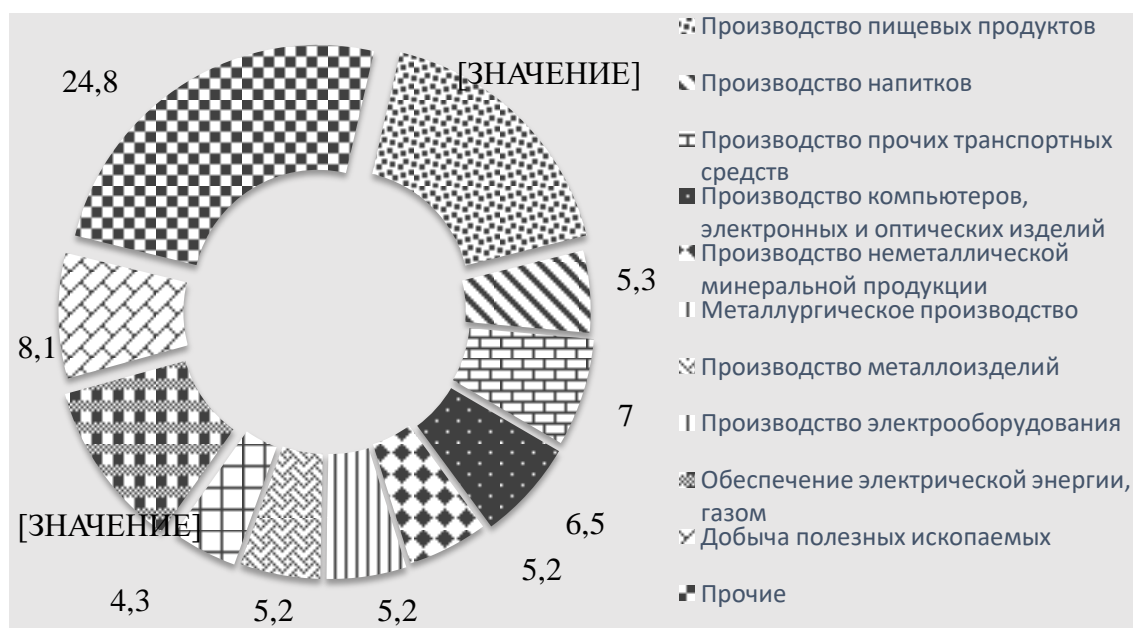 24,8
[ЗНАЧЕНИЕ]
5,3
7
6,5
5,2
5,2
5,2
4,3
[ЗНАЧЕНИЕ]
8,1
Производство пищевых продуктов
Производство напитков
Производство прочих транспортных
средств
Производство компьютеров,
электронных и оптических изделий
Производство неметаллической
минеральной продукции
Металлургическое производство
Производство металлоизделий
Производство электрооборудования
Обеспечение электрической энергии,
газом
Добыча полезных ископаемых
Прочие